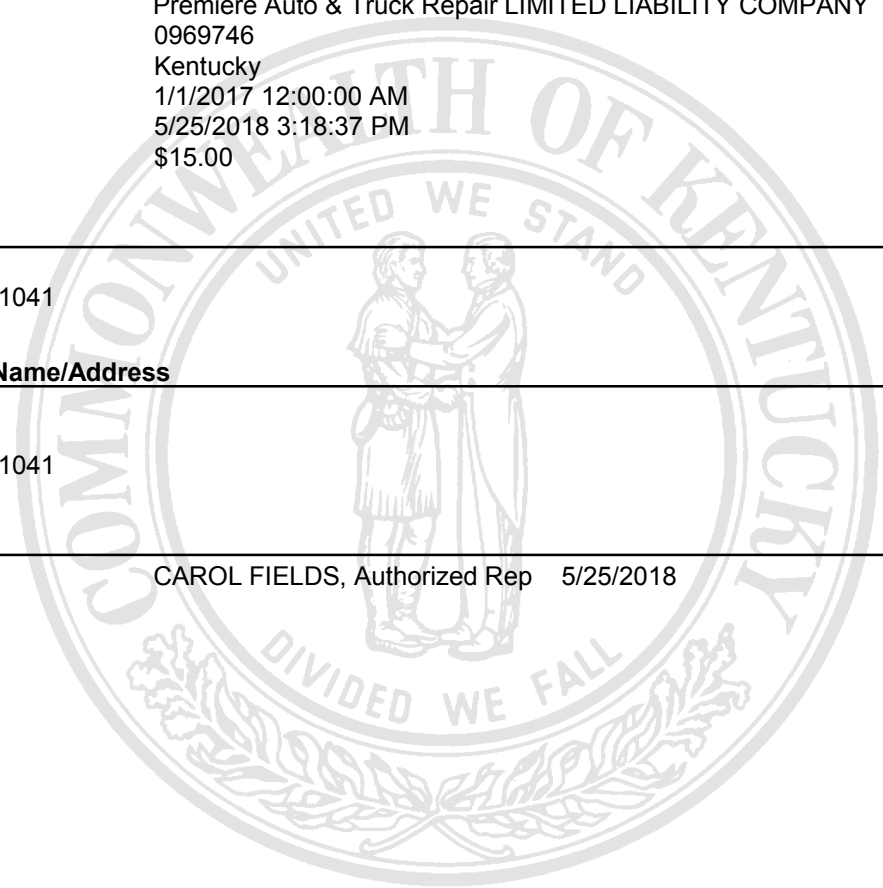 Premiere Auto & Truck Repair LIMITED LIABILITY COMPANY
0969746
Kentucky
1/1/2017 12:00:00 AM
5/25/2018 3:18:37 PM
$15.00
COMMONWEALTH OF KENTUCKY
UNITED WE STAND
1041
Name/Address
1041
CAROL FIELDS, Authorized Rep 5/25/2018
DIVIDED WE FALL